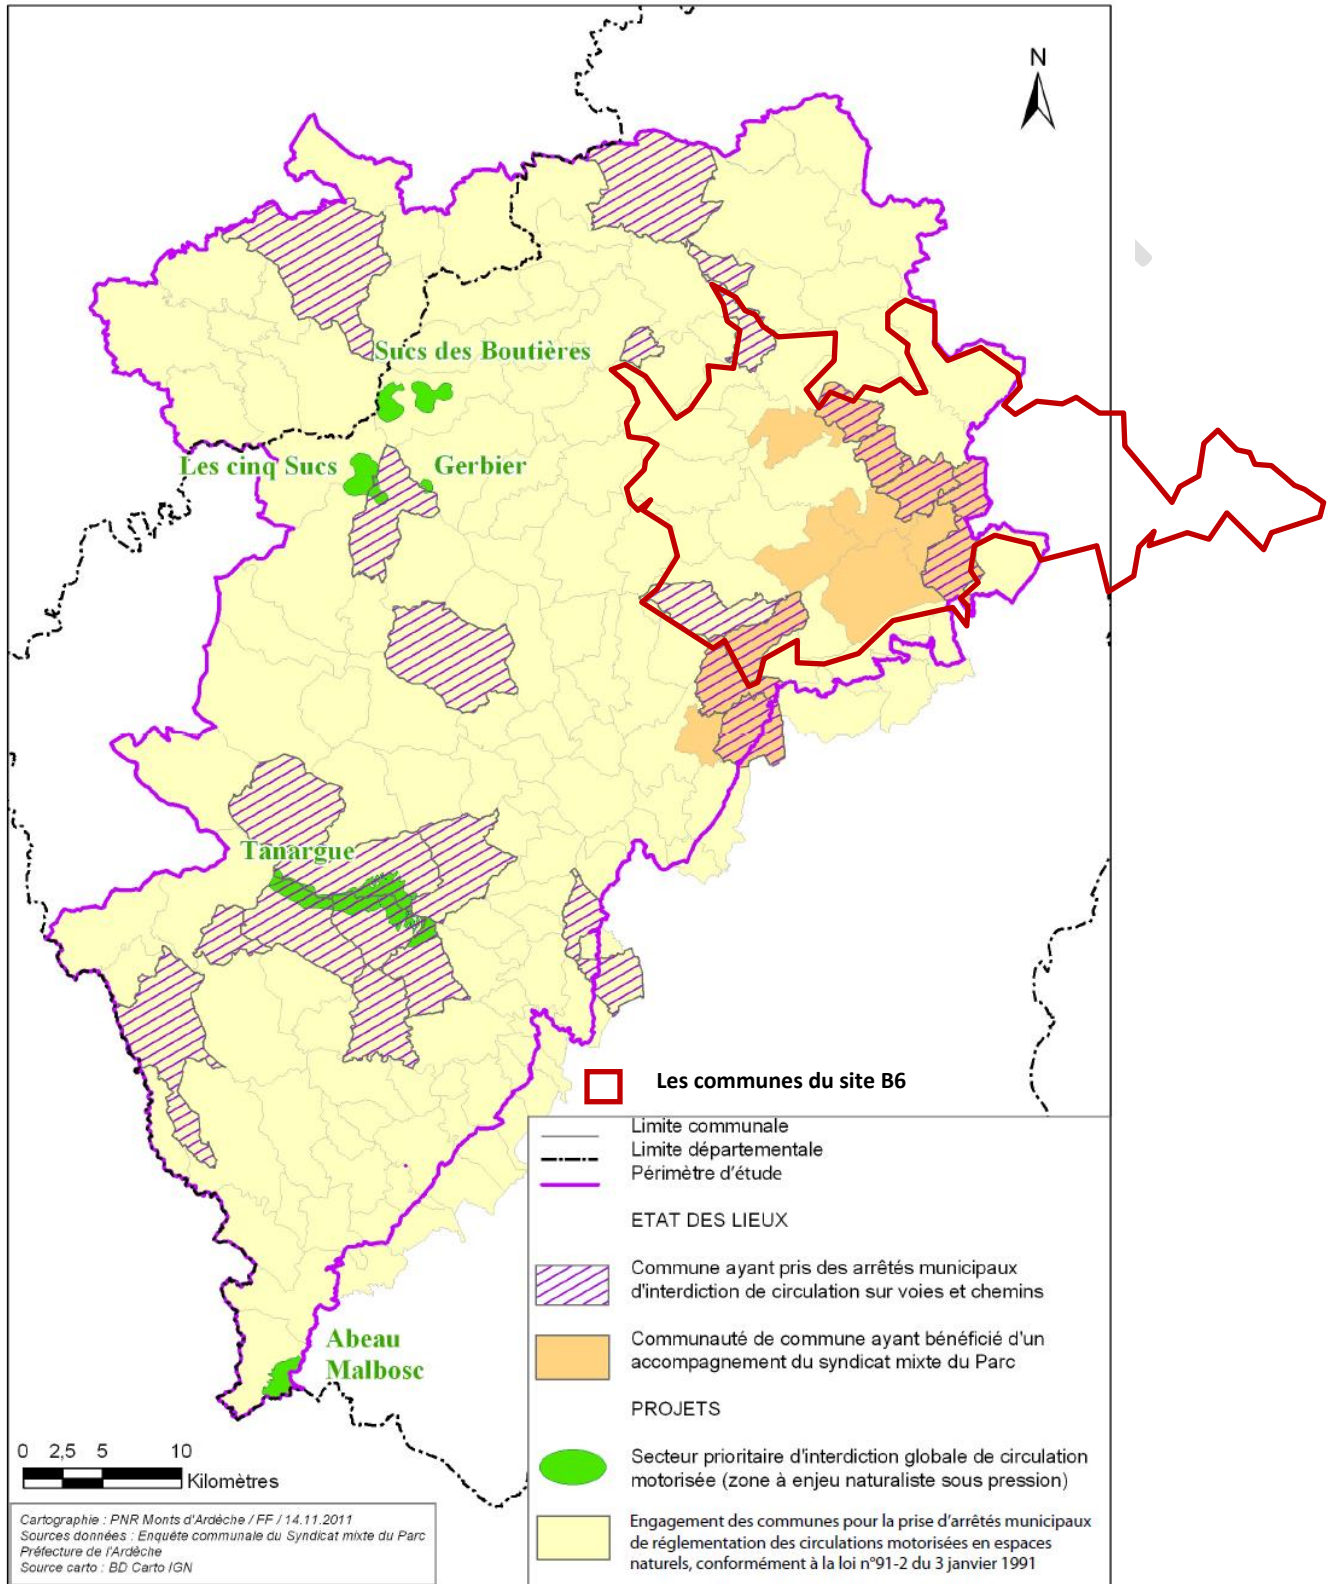 N
Sucs des Boutières
Les cinq Sucs
Gerbier
Tanargue
Abeau
Malbosc
Les communes du site B6
Limite communale
Limite départementale
Périmètre d'étude
ETAT DES LIEUX
Commune ayant pris des arrêtés municipaux
d'interdiction de circulation sur voies et chemins
Communauté de commune ayant bénéficié d'un
accompagnement du syndicat mixte du Parc
PROJETS
Secteur prioritaire d'interdiction globale de circulation
motorisée (zone à enjeu naturaliste sous pression)
Engagement des communes pour la prise d'arrêtés municipaux
de réglementation des circulations motorisées en espaces
naturels, conformément à la loi n°91-2 du 3 janvier 1991
0 2,5 5 10
Kilomètres
Cartographie : PNR Monts d'Ardèche / FF / 14.11.2011
Sources données : Enquête communale du Syndicat mixte du Parc
Préfecture de l'Ardèche
Source carto : BD Carto IGN